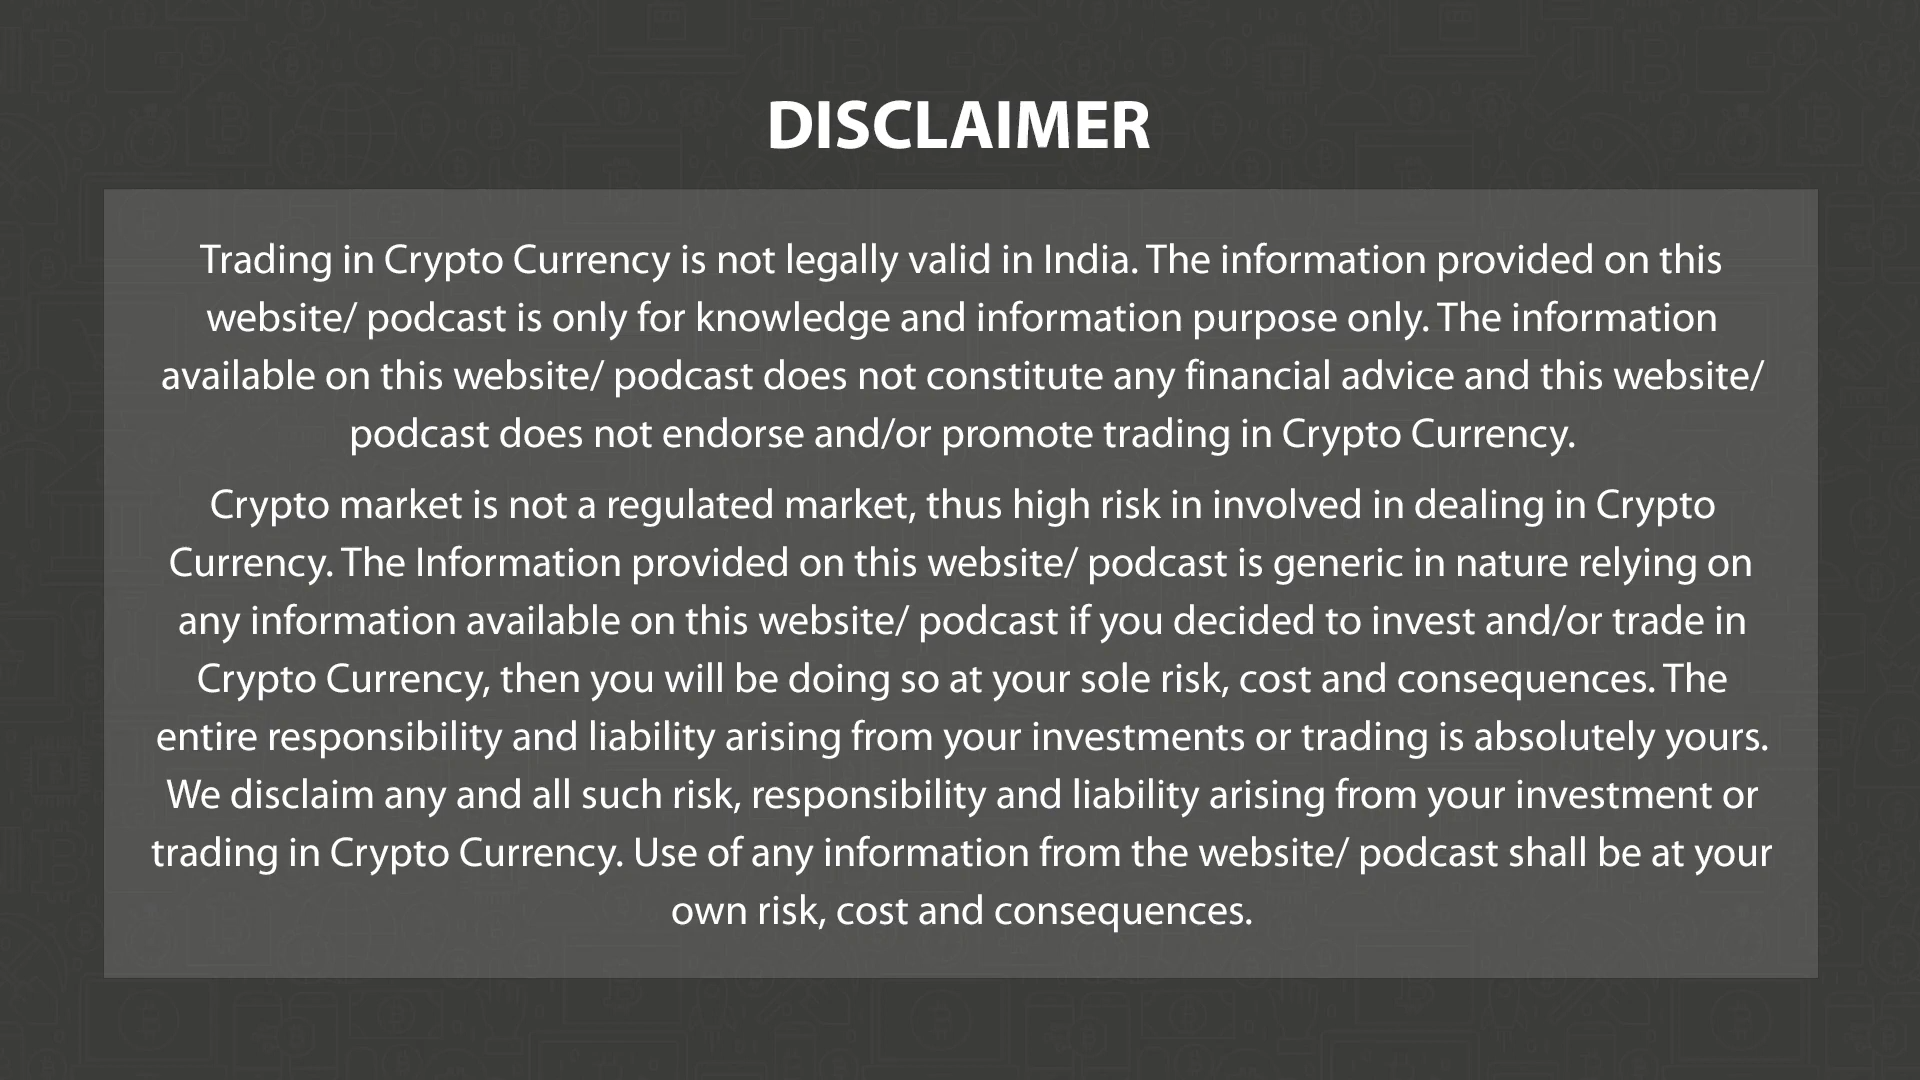 DISCLAIMER
Trading in Crypto Currency is not legally valid in India. The information provided on this
website/ podcast is only for knowledge and information purpose only. The information
available on this website/ podcast does not constitute any financial advice and this website/
podcast does not endorse and/or promote trading in Crypto Currency.
Crypto market is not a regulated market, thus high risk in involved in dealing in Crypto
Currency. The Information provided on this website/ podcast is generic in nature relying on
any information available on this website/ podcast if you decided to invest and/or trade in
Crypto Currency, then you will be doing so at your sole risk, cost and consequences. The
entire responsibility and liability arising from your investments or trading is absolutely yours.
We disclaim any and all such risk, responsibility and liability arising from your investment or
trading in Crypto Currency. Use of any information from the website/ podcast shall be at your
own risk, cost and consequences.